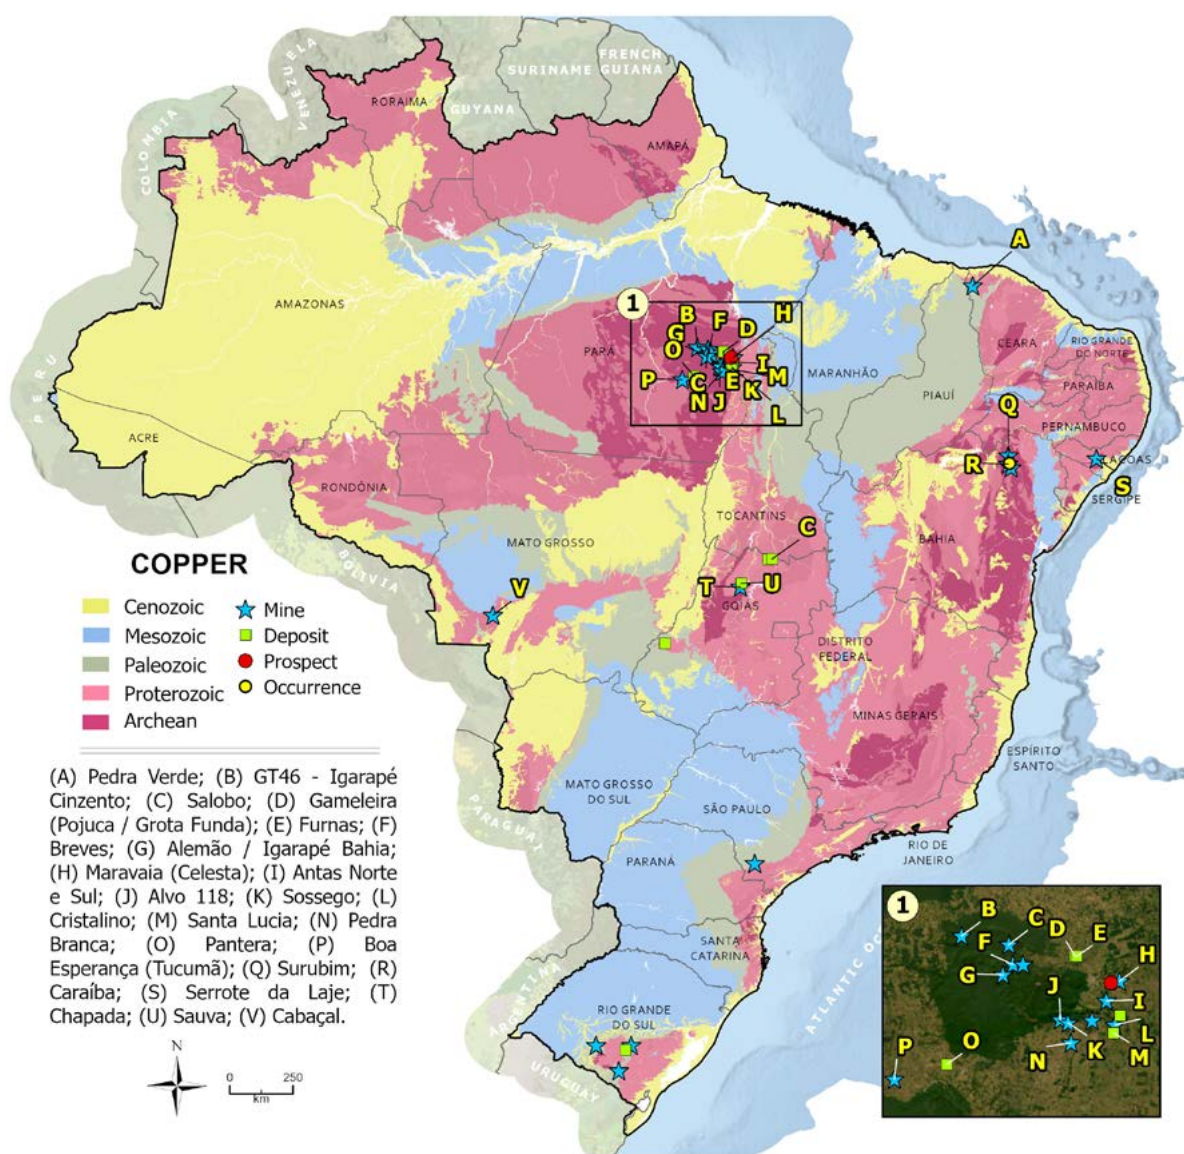 VENEZUELA
COLOMBIA
GUYANA
SURINAME
FRENCH
GUIANA
RORAIMA
AMAPÁ
A
AMAZONAS
1
B
F
D
H
G
O
PARÁ
P
C
E
I
M
N
J
K
L
MARANHÃO
CEARÁ
RIO GRANDE
DO NORTE
PARAÍBA
PIAUÍ
Q
PERNAMBUCO
R
ALAGOAS
S
SERGIPE
PERU
ACRE
RONDÔNIA
TOCANTINS
MATO GROSSO
C
BAHIA
BOLIVIA
V
T
U
GOIÁS
DISTRITO
FEDERAL
MINAS GERAIS
ESPÍRITO
SANTO
MATO GROSSO
DO SUL
SÃO PAULO
PARAGUAI
PARANÁ
RIO DE
JANEIRO
SANTA
CATARINA
ARGENTINA
RIO GRANDE
DO SUL
URUGUAY
ATLANTIC OC
COPPER
Cenozoic
Mine
Mesozoic
Deposit
Paleozoic
Prospect
Proterozoic
Occurrence
Archean
(A) Pedra Verde; (B) GT46 - Igarapé
Cinzento; (C) Salobo; (D) Gameleira
(Pojuca / Grota Funda); (E) Furnas; (F)
Breves; (G) Alemão / Igarapé Bahia;
(H) Maravaia (Celesta); (I) Antas Norte
e Sul; (J) Alvo 118; (K) Sossego; (L)
Cristalino; (M) Santa Lucia; (N) Pedra
Branca; (O) Pantera; (P) Boa
Esperança (Tucumã); (Q) Surubim; (R)
Caraíba; (S) Serrote da Laje; (T)
Chapada; (U) Sauva; (V) Cabaçal.
N
0 250
km
1
B
C
D
E
F
G
H
J
I
P
O
N
K
L
M